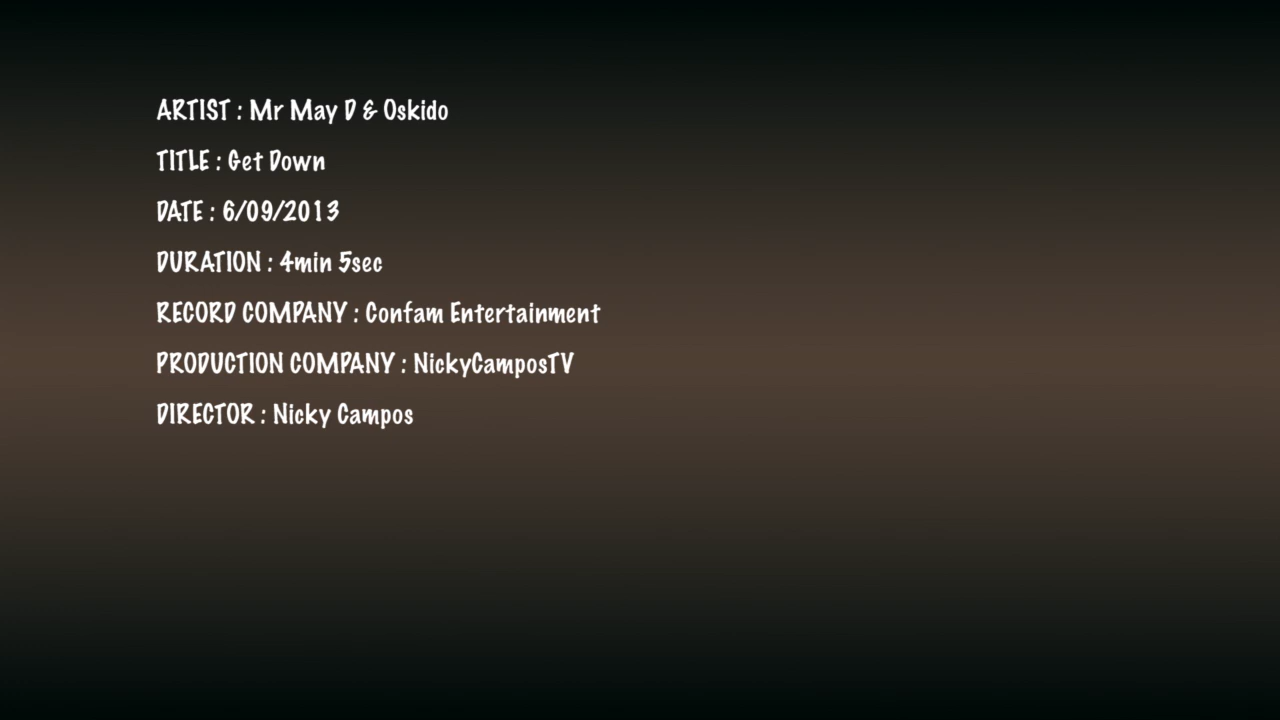 ARTIST : Mr May D & Oskido
TITLE : Get Down
DATE : 6/09/2013
DURATION : 4min 5sec
RECORD COMPANY : Confam Entertainment
PRODUCTION COMPANY : NickyCamposTV
DIRECTOR : Nicky Campos